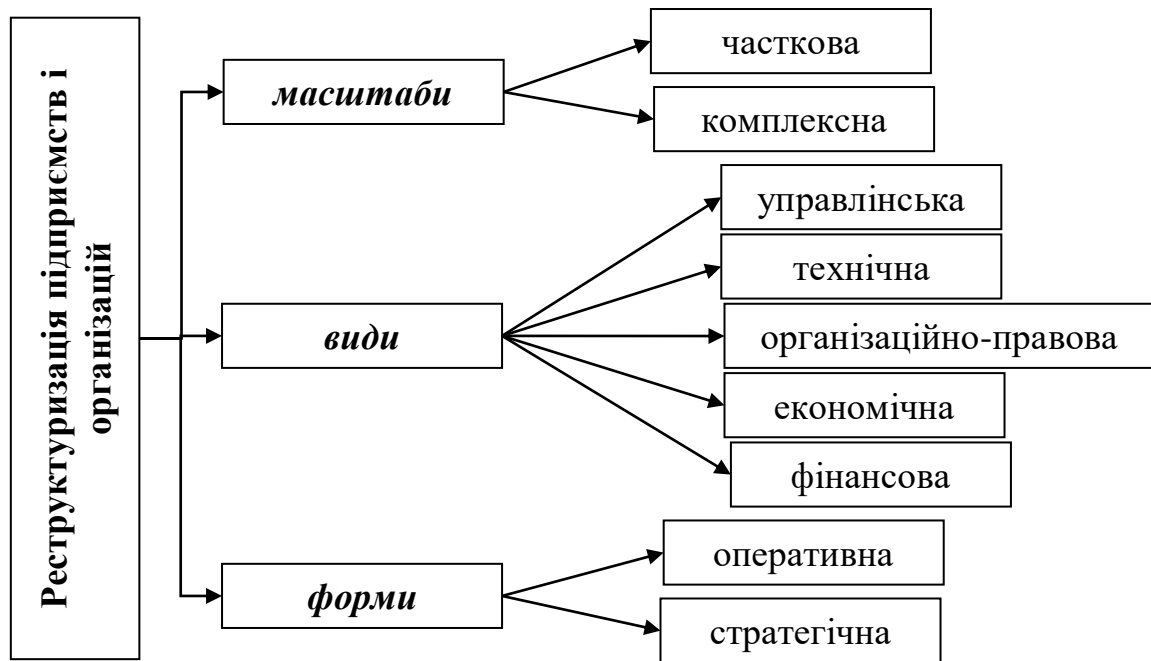 Реструктуризація підприємств і
організацій
масштаби
часткова
комплексна
види
управлінська
технічна
організаційно-правова
економічна
фінансова
форми
оперативна
стратегічна